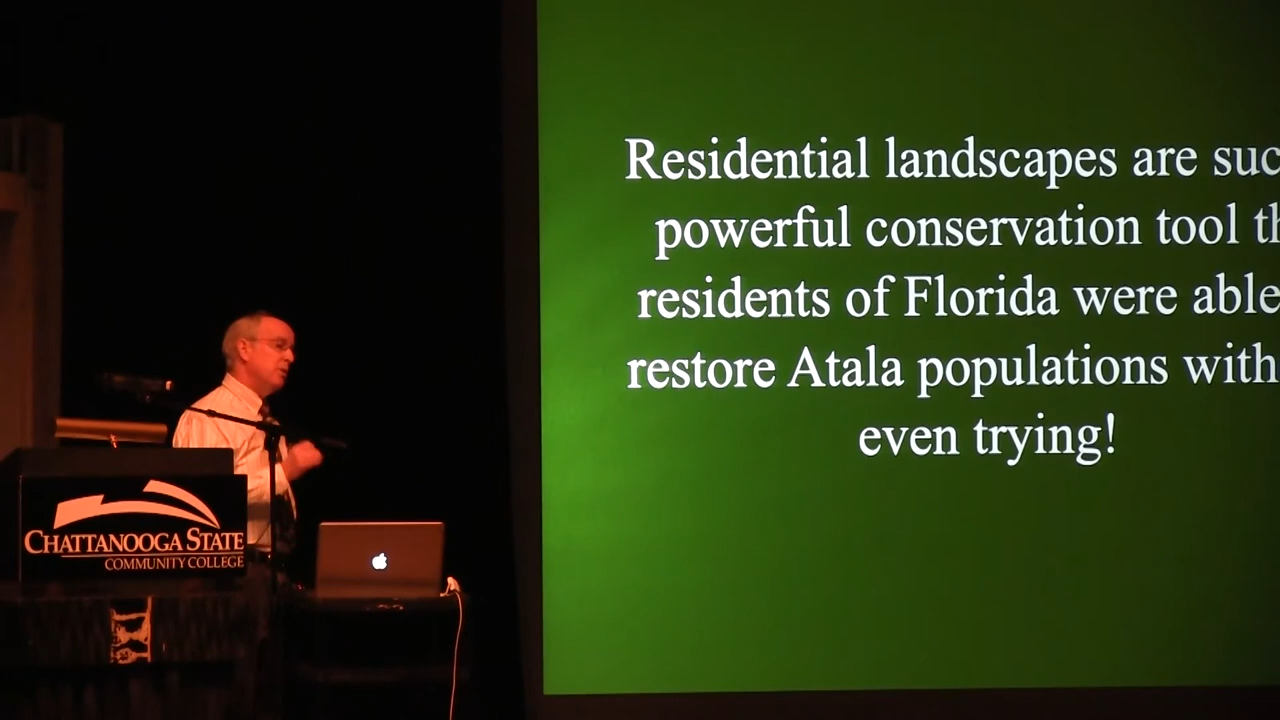 Residential landscapes are suc
powerful conservation tool th
residents of Florida were able
restore Atala populations with
even trying!
CHATTANOOGA STATE
COMMUNITY COLLEGE